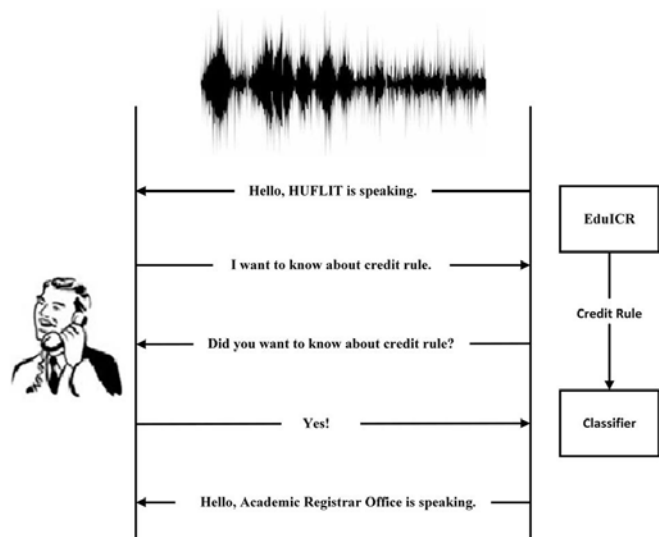 Hello, HUFLIT is speaking.
EduICR
I want to know about credit rule.
Credit Rule
Did you want to know about credit rule?
Yes!
Classifier
Hello, Academic Registrar Office is speaking.